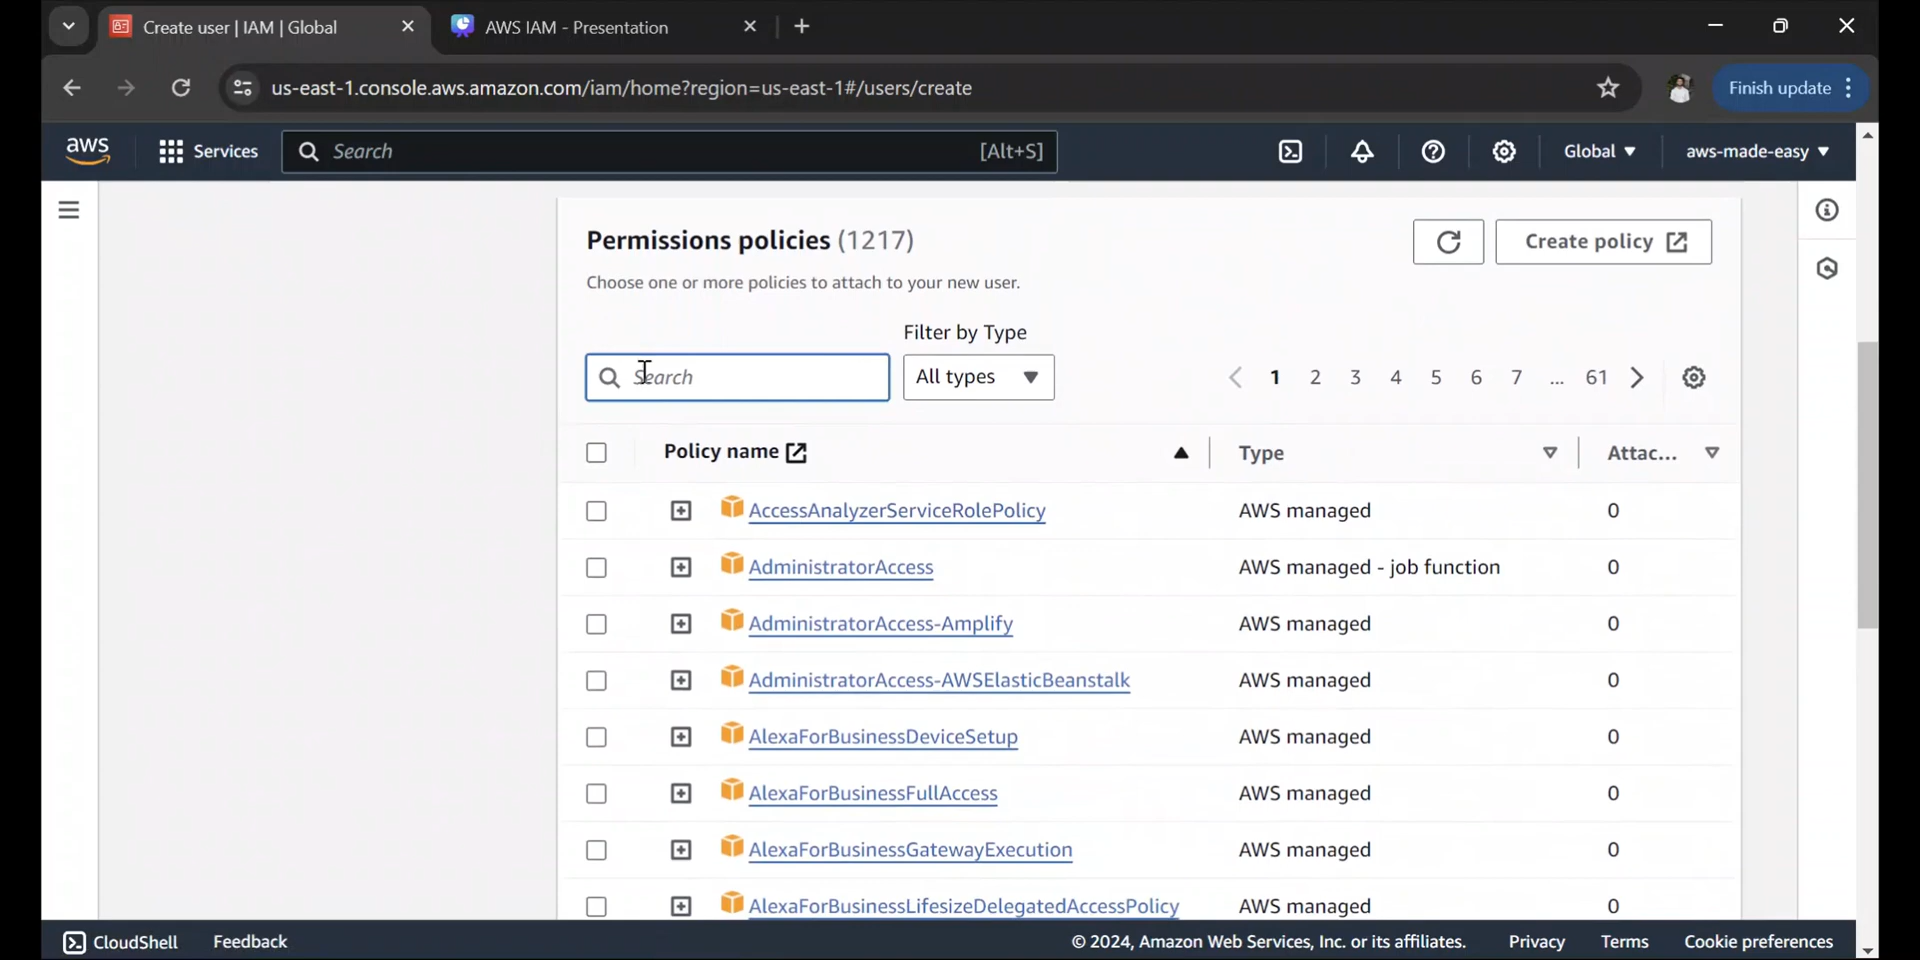 Create user | IAM | Global
AWS IAM - Presentation
us-east-1.console.aws.amazon.com/iam/home?region=us-east-1#/users/create
Finish update
aws
Services
Search
[Alt+S]
Global
aws-made-easy
Permissions policies (1217)
Create policy
Choose one or more policies to attach to your new user.
Filter by Type
Search
All types
1 2 3 4 5 6 7 ... 61
Policy name Type Attac...
AccessAnalyzerServiceRolePolicy AWS managed 0
AdministratorAccess AWS managed - job function 0
AdministratorAccess-Amplify AWS managed 0
AdministratorAccess-AWSElasticBeanstalk AWS managed 0
AlexaForBusinessDeviceSetup AWS managed 0
AlexaForBusinessFullAccess AWS managed 0
AlexaForBusinessGatewayExecution AWS managed 0
AlexaForBusinessLifesizeDelegatedAccessPolicy AWS managed 0
CloudShell Feedback © 2024, Amazon Web Services, Inc. or its affiliates. Privacy Terms Cookie preferences